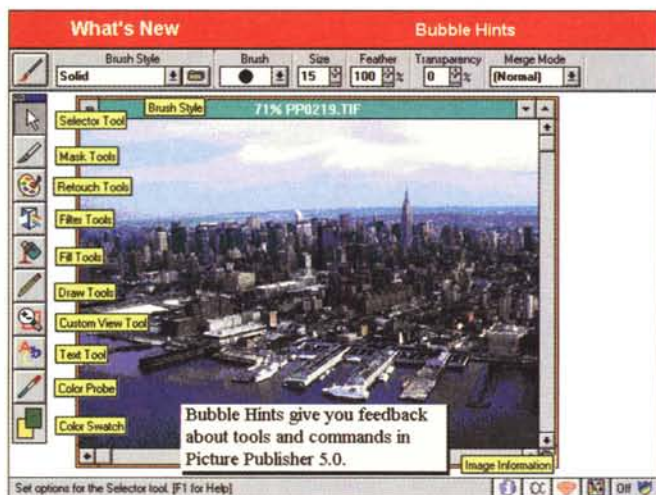 What's New Bubble Hints
Brush Style Brush Size Feather Transparency Merge Mode
Solid 15 100 % 0 % (Normal)
Brush Style 71% PP0219.TIF
Selector Tool
Mask Tools
Retouch Tools
Filter Tools
Fill Tools
Draw Tools
Custom View Tool
Text Tool
Color Probe
Color Swatch
Bubble Hints give you feedback
about tools and commands in
Picture Publisher 5.0.
Image Information
Set options for the Selector tool. [F1 for Help] Off